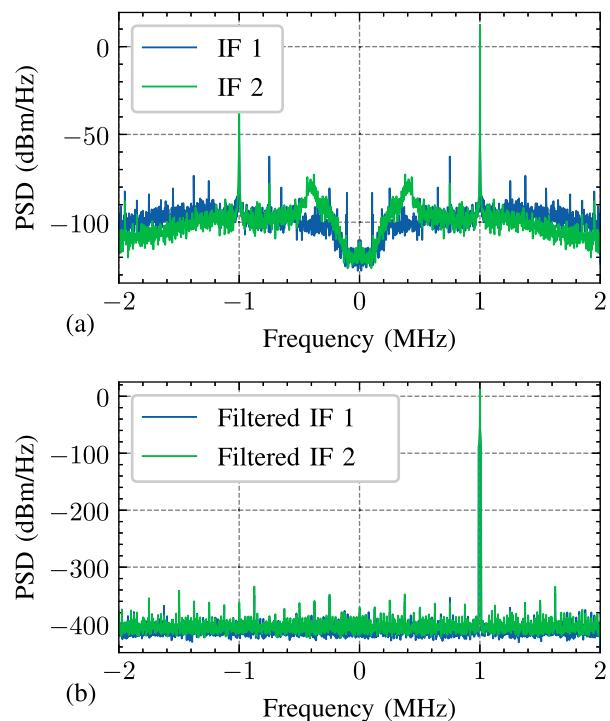 0
−50
−100
PSD (dBm/Hz)
IF 1
IF 2
−2
−1
0
1
2
(a)
Frequency (MHz)
0
−100
−200
−300
−400
PSD (dBm/Hz)
Filtered IF 1
Filtered IF 2
−2
−1
0
1
2
(b)
Frequency (MHz)